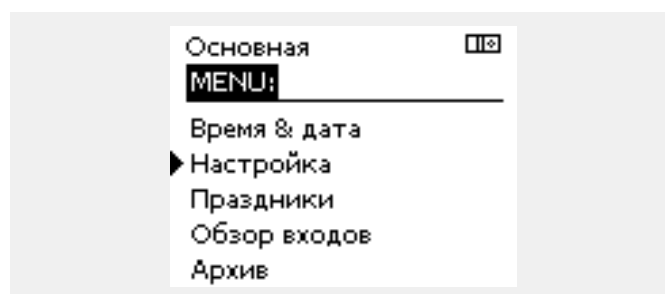 Основная
MENU:
Время & дата
Настройка
Праздники
Обзор входов
Архив